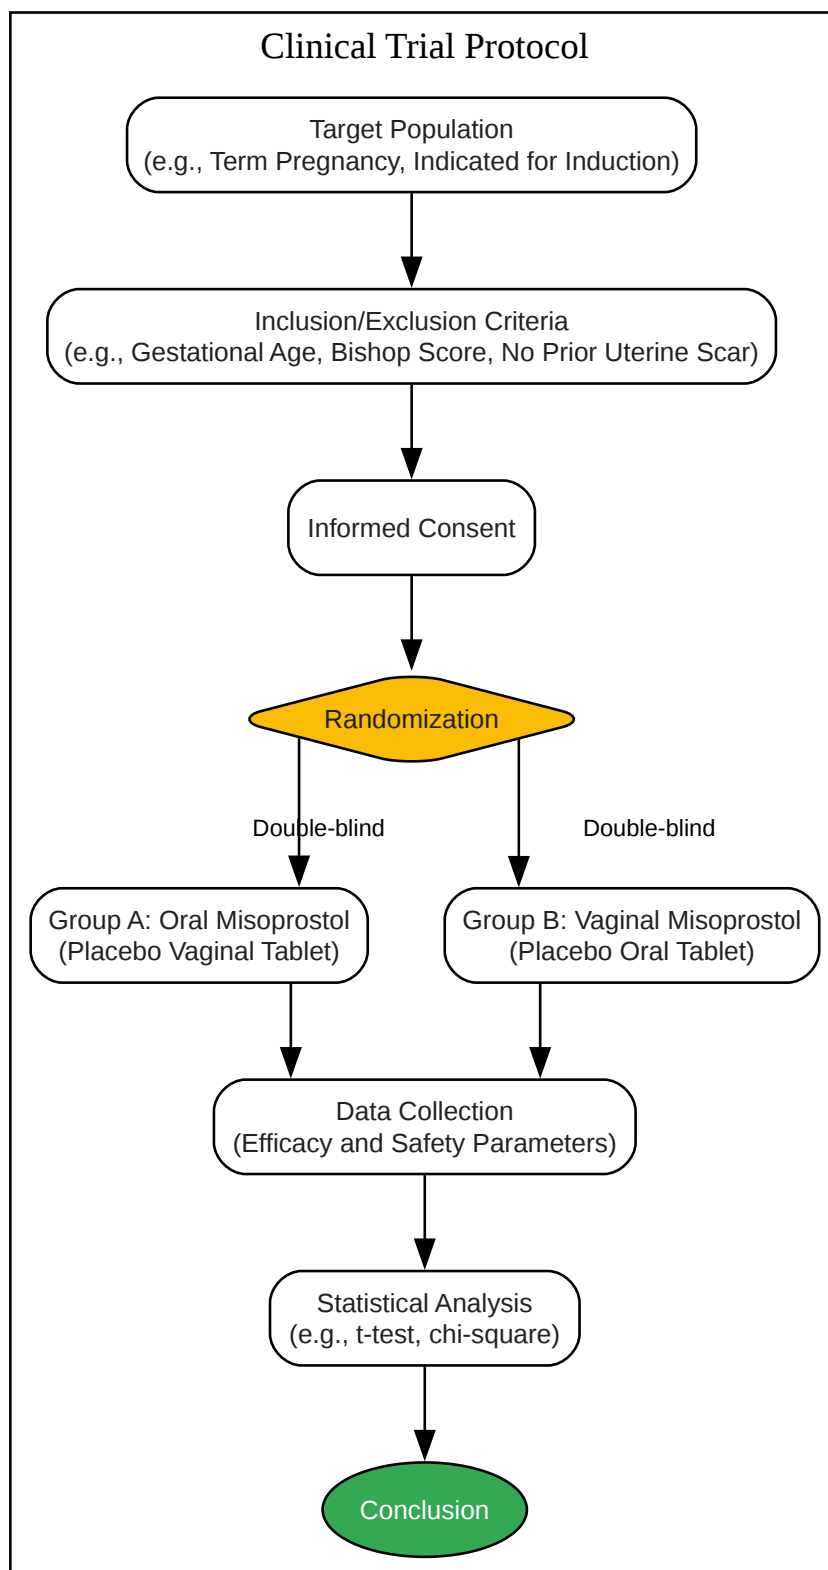 Clinical Trial Protocol
Target Population
(e.g., Term Pregnancy, Indicated for Induction)
Inclusion/Exclusion Criteria
(e.g., Gestational Age, Bishop Score, No Prior Uterine Scar)
Informed Consent
Randomization
Double-blind
Double-blind
Group A: Oral Misoprostol
(Placebo Vaginal Tablet)
Group B: Vaginal Misoprostol
(Placebo Oral Tablet)
Data Collection
(Efficacy and Safety Parameters)
Statistical Analysis
(e.g., t-test, chi-square)
Conclusion